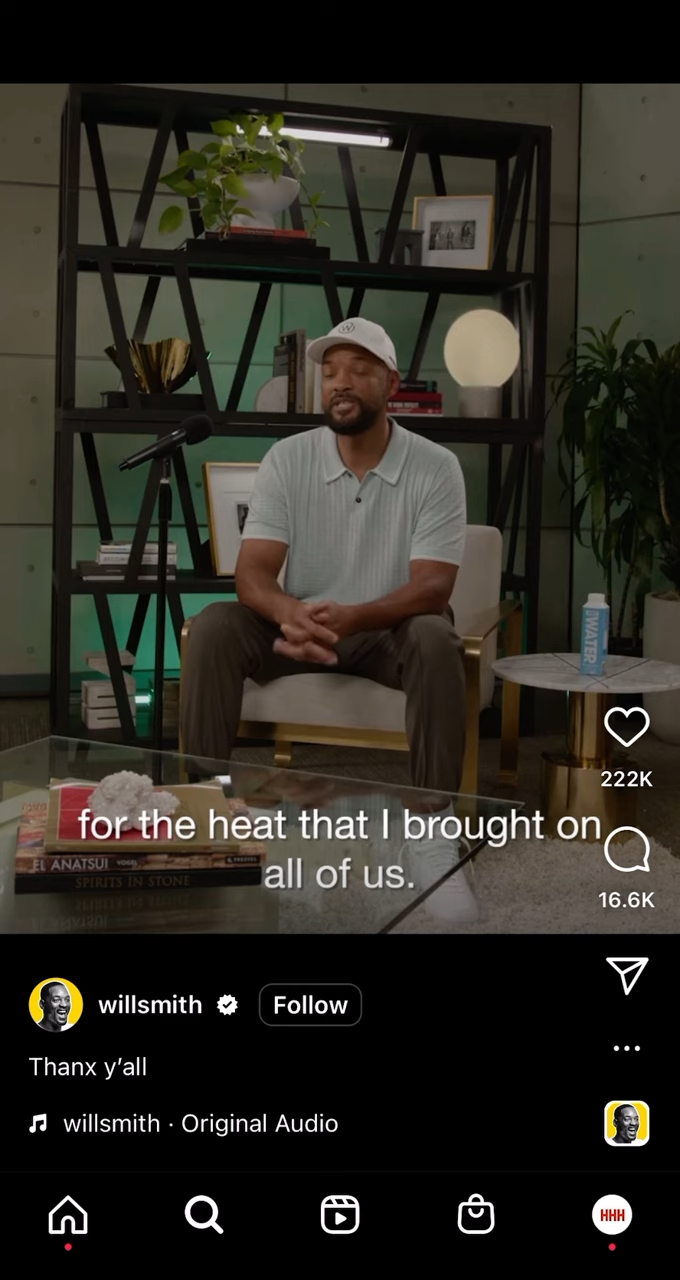 WATER
for the heat that I brought on
all of us.
EL ANATSUI VOGEL
SPIRITS IN STONE
222K
16.6K
willsmith
Follow
Thanx y’all
willsmith · Original Audio
HHH